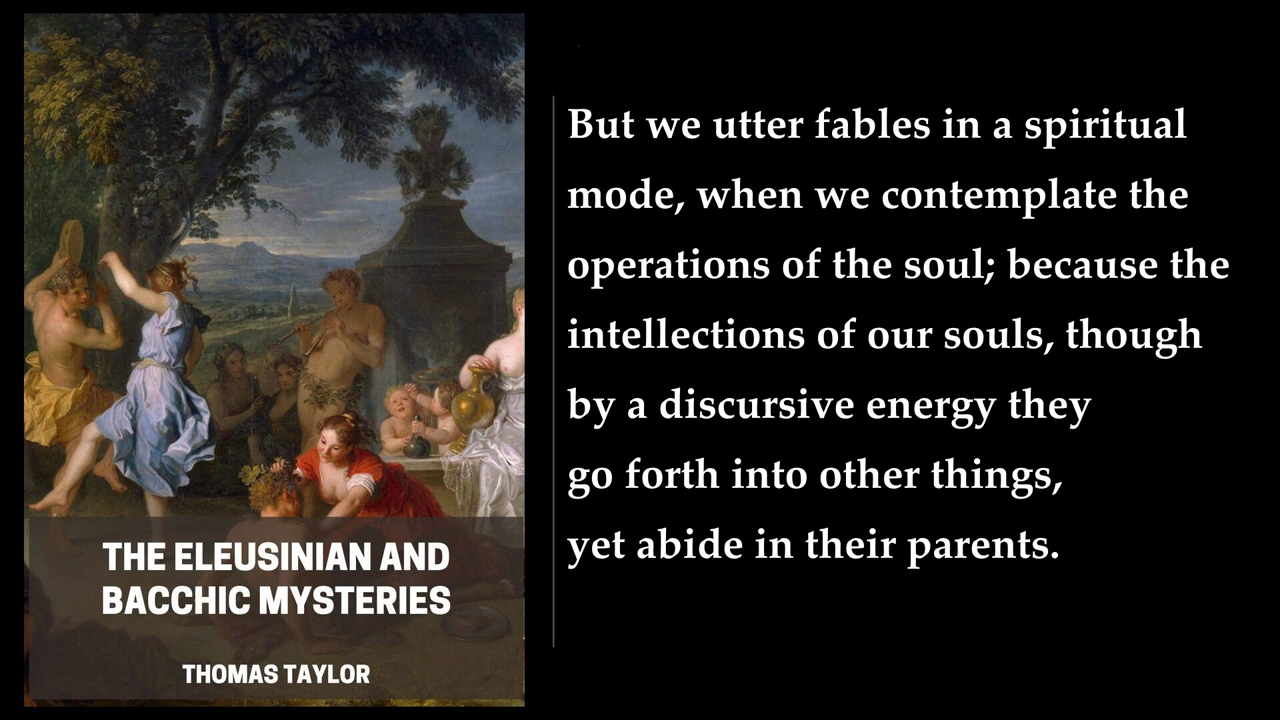 THE ELEUSINIAN AND
BACCHIC MYSTERIES
THOMAS TAYLOR
But we utter fables in a spiritual
mode, when we contemplate the
operations of the soul; because the
intellections of our souls, though
by a discursive energy they
go forth into other things,
yet abide in their parents.